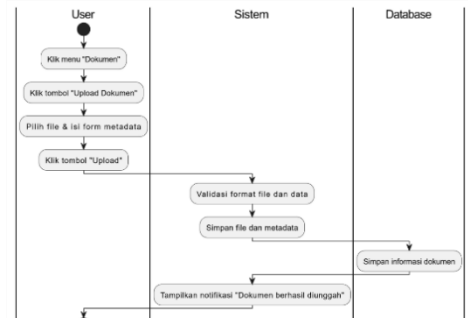 User Sistem Database
Klik menu "Dokumen"
Klik tombol "Upload Dokumen"
Pilih file & isi form metadata
Klik tombol "Upload"
Validasi format file dan data
Simpan file dan metadata
Simpan informasi dokumen
Tampilkan notifikasi "Dokumen berhasil diunggah"